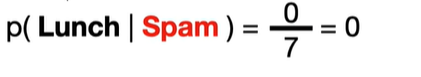 p( Lunch | Spam ) = 0/7 = 0